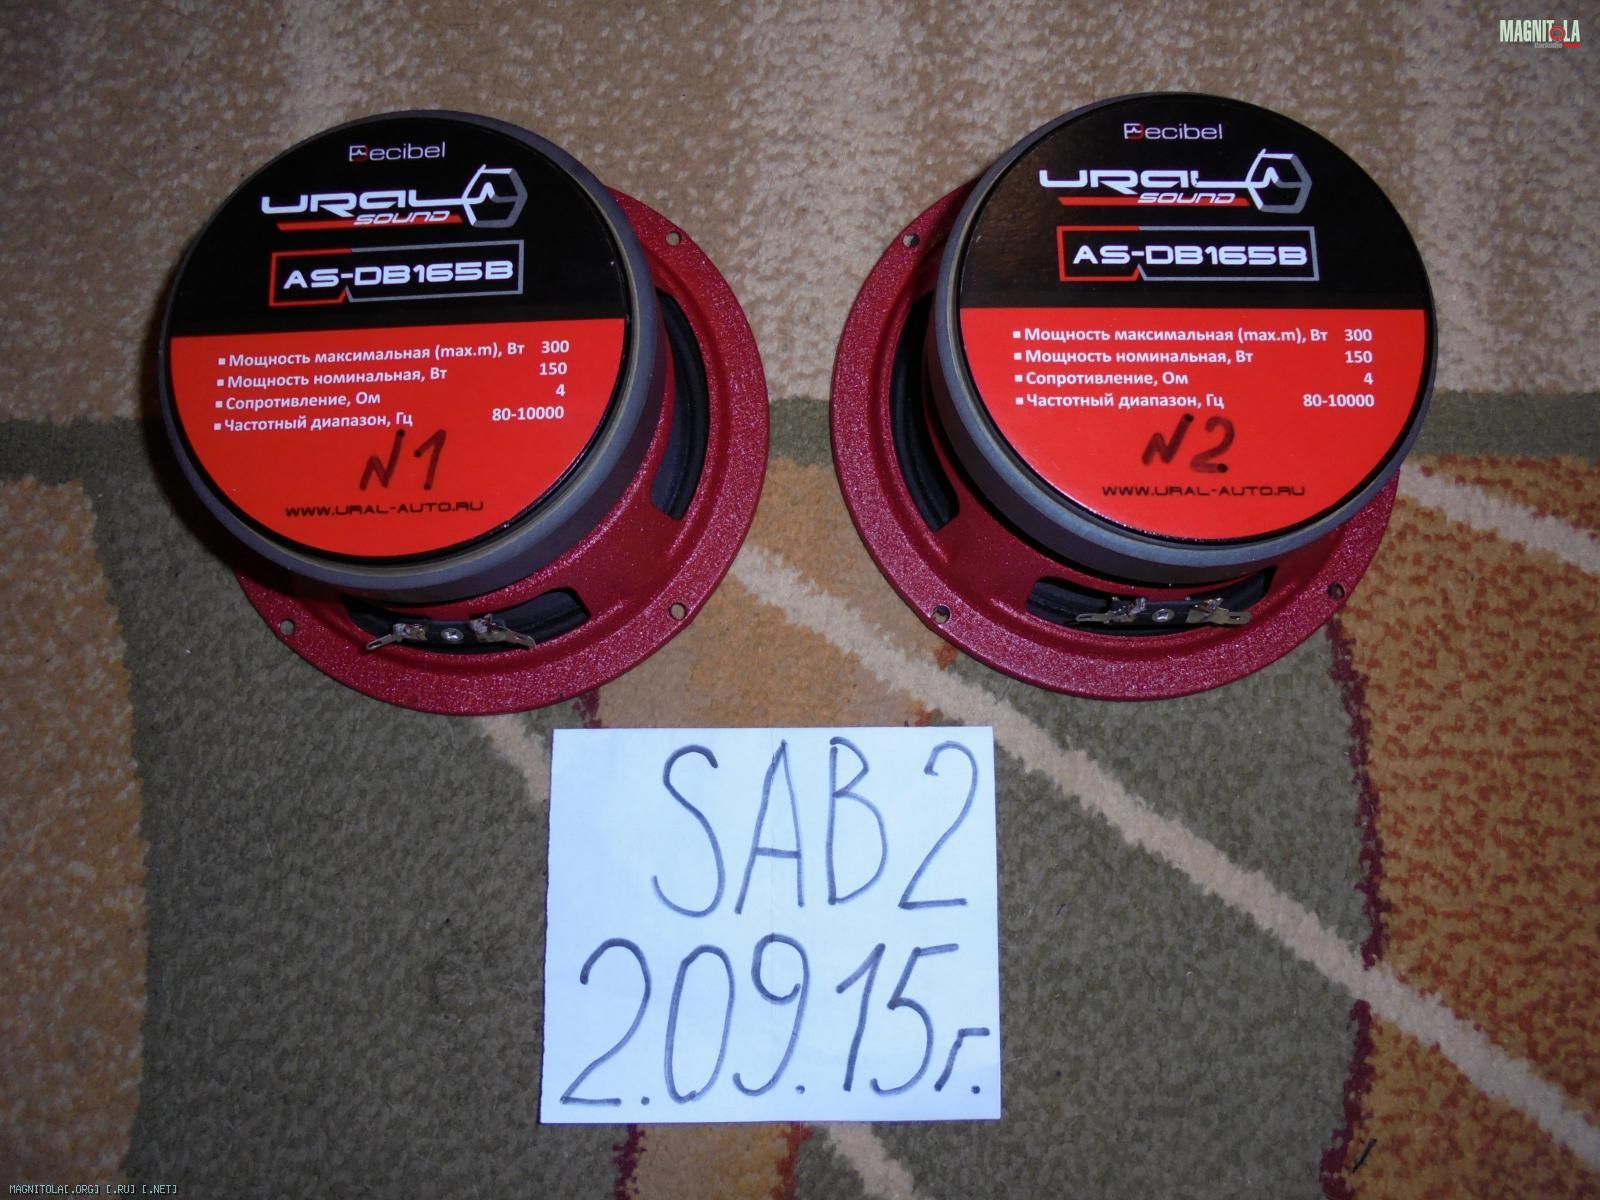 MAGNITOLA
CarAudio
Decibel
URAL
SOUND
AS-DB165B
▪ Мощность максимальная (max.m), Вт 300
▪ Мощность номинальная, Вт 150
▪ Сопротивление, Ом 4
▪ Частотный диапазон, Гц 80-10000
N1
WWW.URAL-AUTO.RU
Decibel
URAL
SOUND
AS-DB165B
▪ Мощность максимальная (max.m), Вт 300
▪ Мощность номинальная, Вт 150
▪ Сопротивление, Ом 4
▪ Частотный диапазон, Гц 80-10000
N2
WWW.URAL-AUTO.RU
SAB2
2.09.15г.
MAGNITOLA[.ORG] [.RU] [.NET]